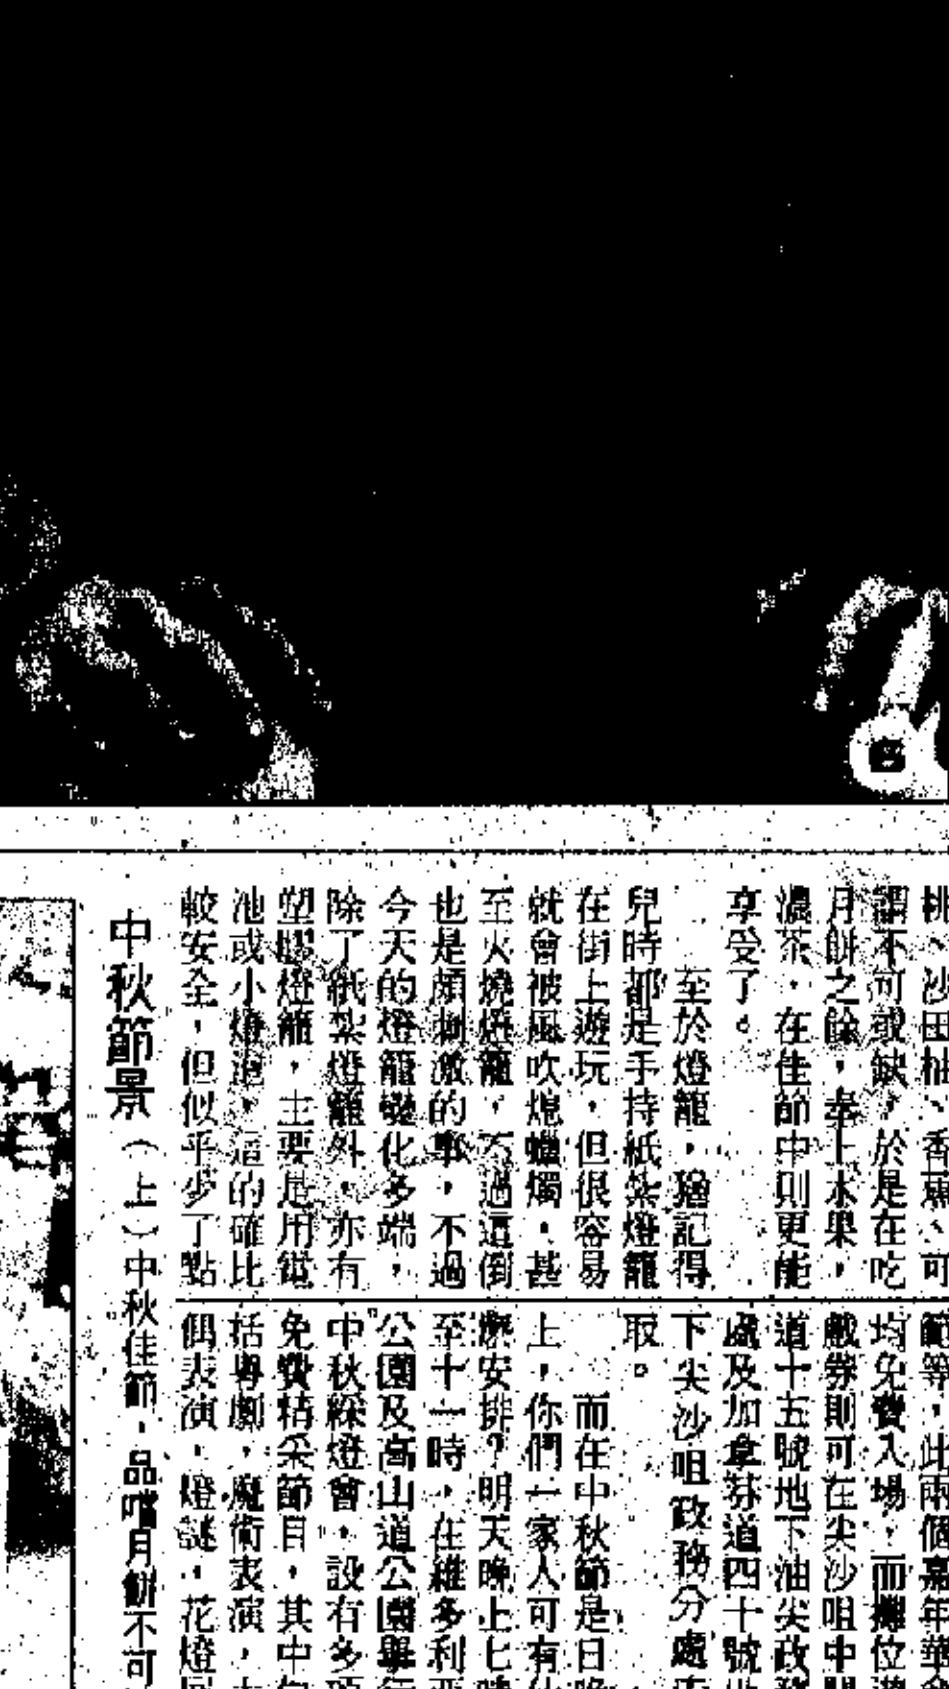 桃、沙田柚、香蕉、可
謂不可或缺，於是在吃
月餅之餘，奉上水果，
濃茶，在佳節中則更能
享受了。
至於燈籠，猶記得
兒時都是手持紙紮燈籠
在街上遊玩，但很容易
就會被風吹熄蠟燭，甚
至火燒燈籠，不過這倒
也是頗刺激的事，不過
今天的燈籠變化多端，
除了紙紮燈籠外，亦有
塑膠燈籠，主要是用電
池或小燈泡，這的確比
較安全，但似乎少了點
節等，此兩個嘉年華
均免費入場，而攤位遊
戲券則可在尖沙咀中間
道十五號地下油尖政務
處及加拿芬道四十號
下尖沙咀政務分處
取。
而在中秋節是日晚
上，你們一家人可有
麼安排？明天晚上七時
至十一時，在維多利亞
公園及高山道公園舉行
中秋綵燈會，設有多項
免費精采節目，其中包
括粵劇，魔術表演，木
偶表演，燈謎，花燈展
中秋節景（上）中秋佳節，品嚐月餅不可